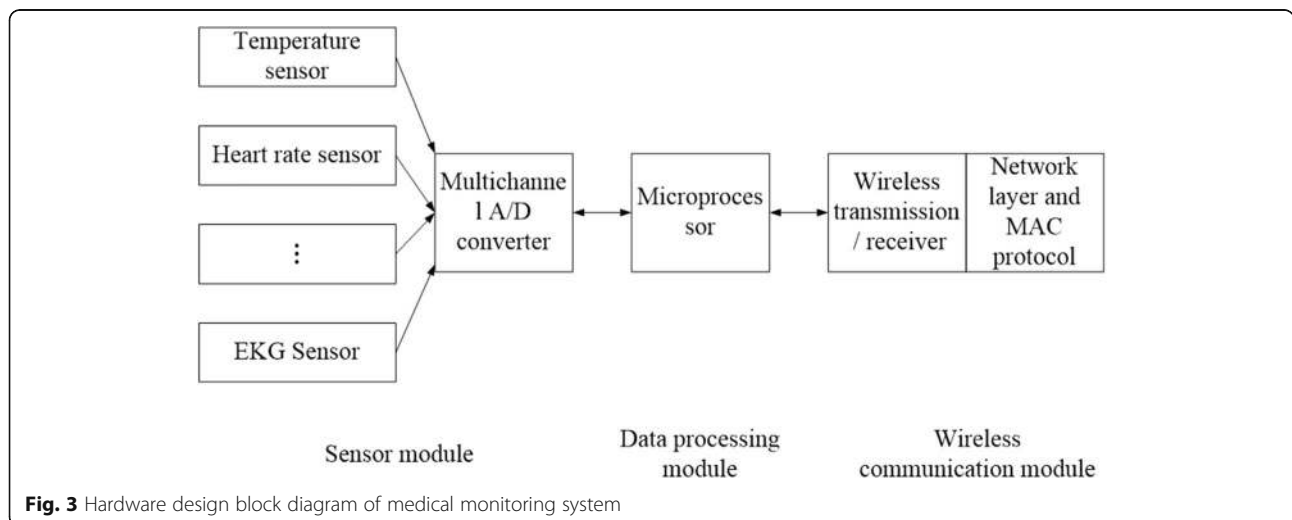 Temperature
sensor
Heart rate sensor
⋮
EKG Sensor
Multichanne
l A/D
converter
Microproces
sor
Wireless
transmission
/ receiver
Network
layer and
MAC
protocol
Sensor module
Data processing
module
Wireless
communication module
Fig. 3 Hardware design block diagram of medical monitoring system